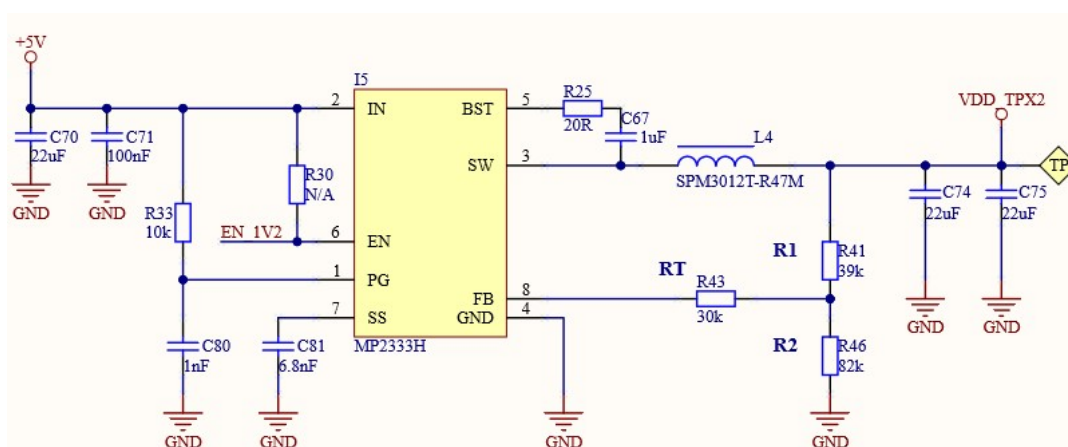 +5V
I5
2
IN
BST
5
R25
20R
C67
1uF
VDD_TPX2
C70
22uF
C71
100nF
GND
GND
R30
N/A
SW
3
L4
SPM3012T-R47M
TP
R33
10k
EN_1V2
6
EN
C74
22uF
C75
22uF
R1
R41
39k
1
PG
RT
R43
30k
FB
8
GND
4
7
SS
GND
GND
C80
1nF
C81
6.8nF
MP2333H
R2
R46
82k
GND
GND
GND
GND